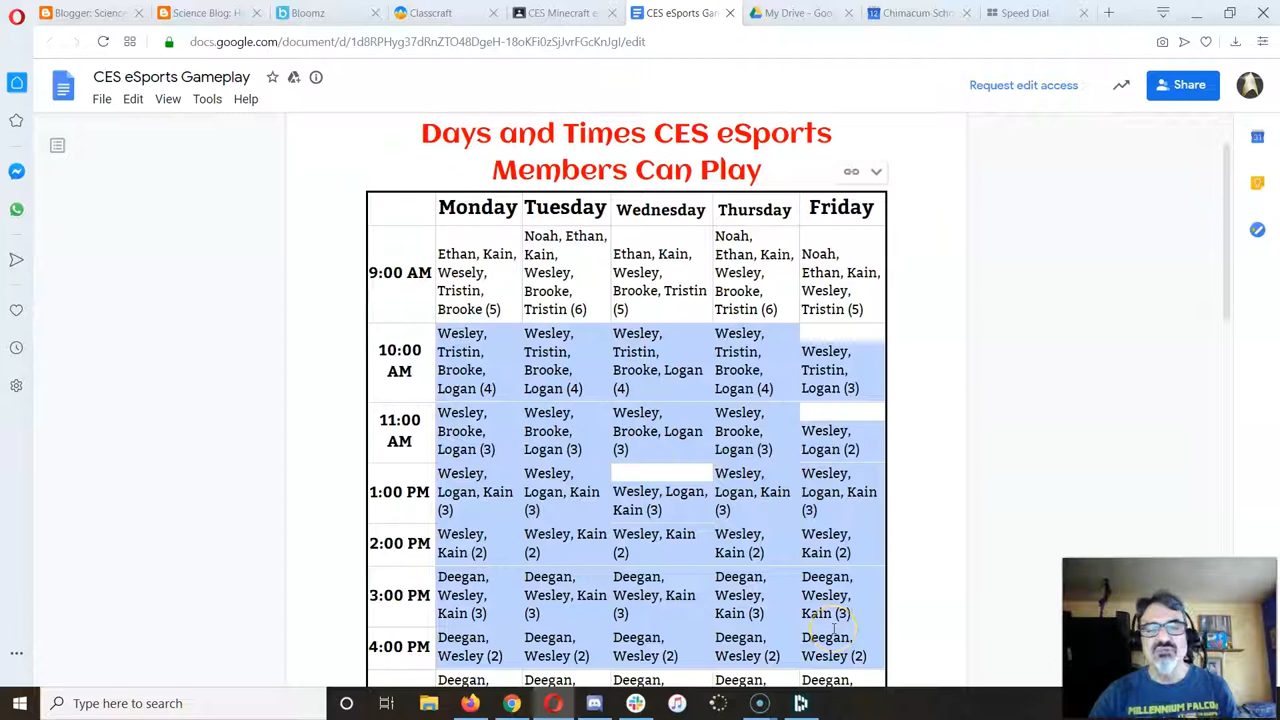 Blogger: Science
Science Blog: H
Bloomz
Classcraft
CES Minecraft e
CES eSports Gam
My Drive - Goo
Chimacum Scho
Speed Dial
docs.google.com/document/d/1d8RPHyg37dRnZTO48DgeH-18oKFi0zSjJvrFGcKnJgI/edit
CES eSports Gameplay
Request edit access
Share
File Edit View Tools Help
Days and Times CES eSports
Members Can Play
Monday Tuesday Wednesday Thursday Friday
9:00 AM
Ethan, Kain,
Wesely,
Tristin,
Brooke (5)
Noah, Ethan,
Kain,
Wesley,
Brooke,
Tristin (6)
Ethan, Kain,
Wesley,
Brooke, Tristin
(5)
Noah,
Ethan, Kain,
Wesley,
Brooke,
Tristin (6)
Noah,
Ethan, Kain,
Wesley,
Tristin (5)
10:00
AM
Wesley,
Tristin,
Brooke,
Logan (4)
Wesley,
Tristin,
Brooke,
Logan (4)
Wesley,
Tristin,
Brooke, Logan
(4)
Wesley,
Tristin,
Brooke,
Logan (4)
Wesley,
Tristin,
Logan (3)
11:00
AM
Wesley,
Brooke,
Logan (3)
Wesley,
Brooke,
Logan (3)
Wesley,
Brooke, Logan
(3)
Wesley,
Brooke,
Logan (3)
Wesley,
Logan (2)
1:00 PM
Wesley,
Logan, Kain
(3)
Wesley,
Logan, Kain
(3)
Wesley, Logan,
Kain (3)
Wesley,
Logan, Kain
(3)
Wesley,
Logan, Kain
(3)
2:00 PM
Wesley,
Kain (2)
Wesley, Kain
(2)
Wesley, Kain
(2)
Wesley,
Kain (2)
Wesley,
Kain (2)
3:00 PM
Deegan,
Wesley,
Kain (3)
Deegan,
Wesley, Kain
(3)
Deegan,
Wesley, Kain
(3)
Deegan,
Wesley,
Kain (3)
Deegan,
Wesley,
Kain (3)
4:00 PM
Deegan,
Wesley (2)
Deegan,
Wesley (2)
Deegan,
Wesley (2)
Deegan,
Wesley (2)
Deegan,
Wesley (2)
Deegan,
Deegan,
Deegan,
Deegan,
Deegan,
MILLENNIUM FALCO
Type here to search